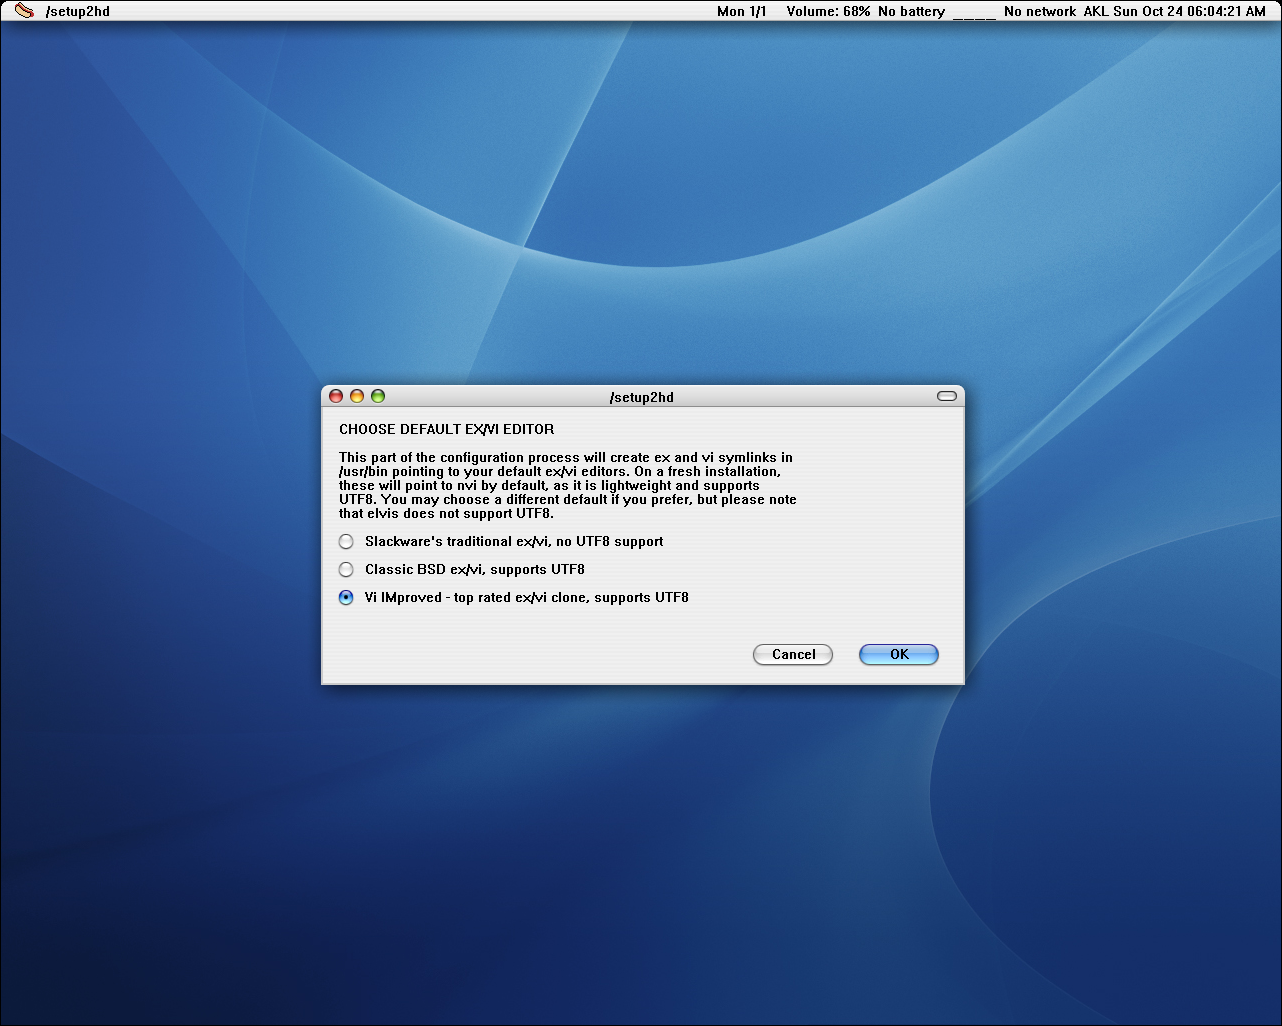 /setup2hd
Mon 1/1 Volume: 68% No battery ____ No network AKL Sun Oct 24 06:04:21 AM
/setup2hd
CHOOSE DEFAULT EX/VI EDITOR
This part of the configuration process will create ex and vi symlinks in
/usr/bin pointing to your default ex/vi editors. On a fresh installation,
these will point to nvi by default, as it is lightweight and supports
UTF8. You may choose a different default if you prefer, but please note
that elvis does not support UTF8.
Slackware's traditional ex/vi, no UTF8 support
Classic BSD ex/vi, supports UTF8
Vi IMproved - top rated ex/vi clone, supports UTF8
Cancel
OK